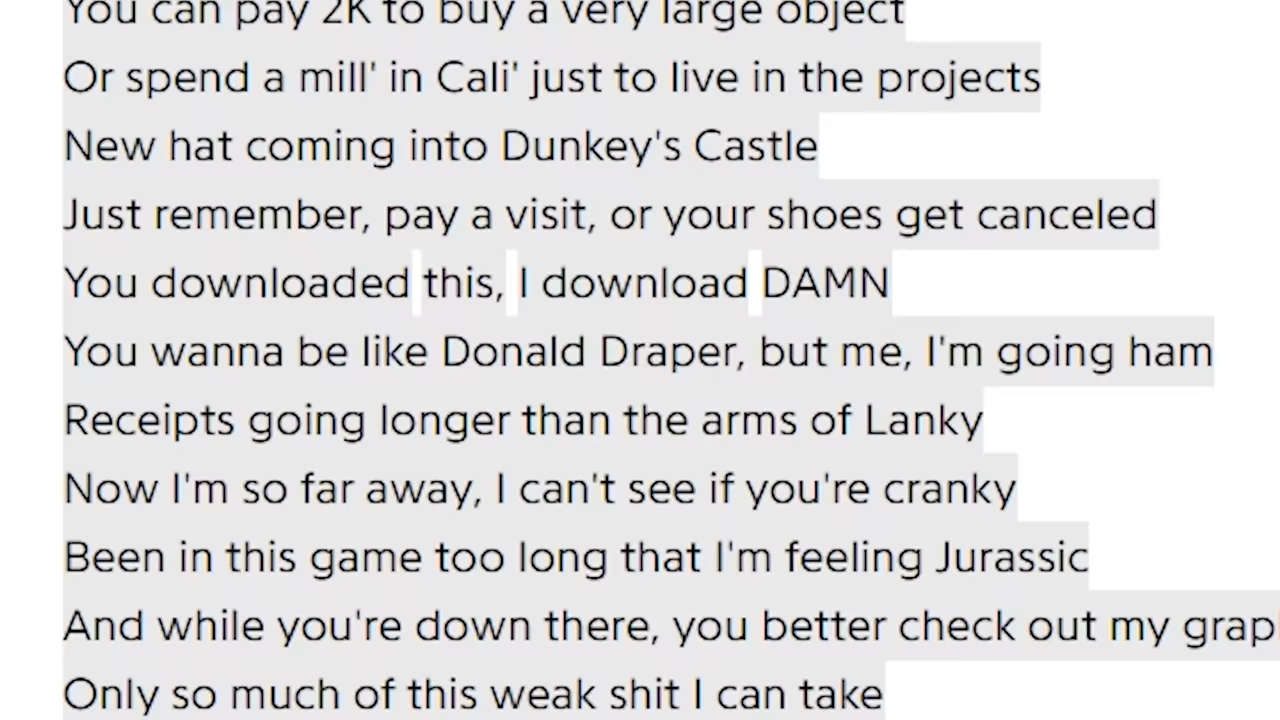 You can pay 2K to buy a very large object
Or spend a mill' in Cali' just to live in the projects
New hat coming into Dunkey's Castle
Just remember, pay a visit, or your shoes get canceled
You downloaded this, I download DAMN
You wanna be like Donald Draper, but me, I'm going ham
Receipts going longer than the arms of Lanky
Now I'm so far away, I can't see if you're cranky
Been in this game too long that I'm feeling Jurassic
And while you're down there, you better check out my
Only so much of this weak shit I can take